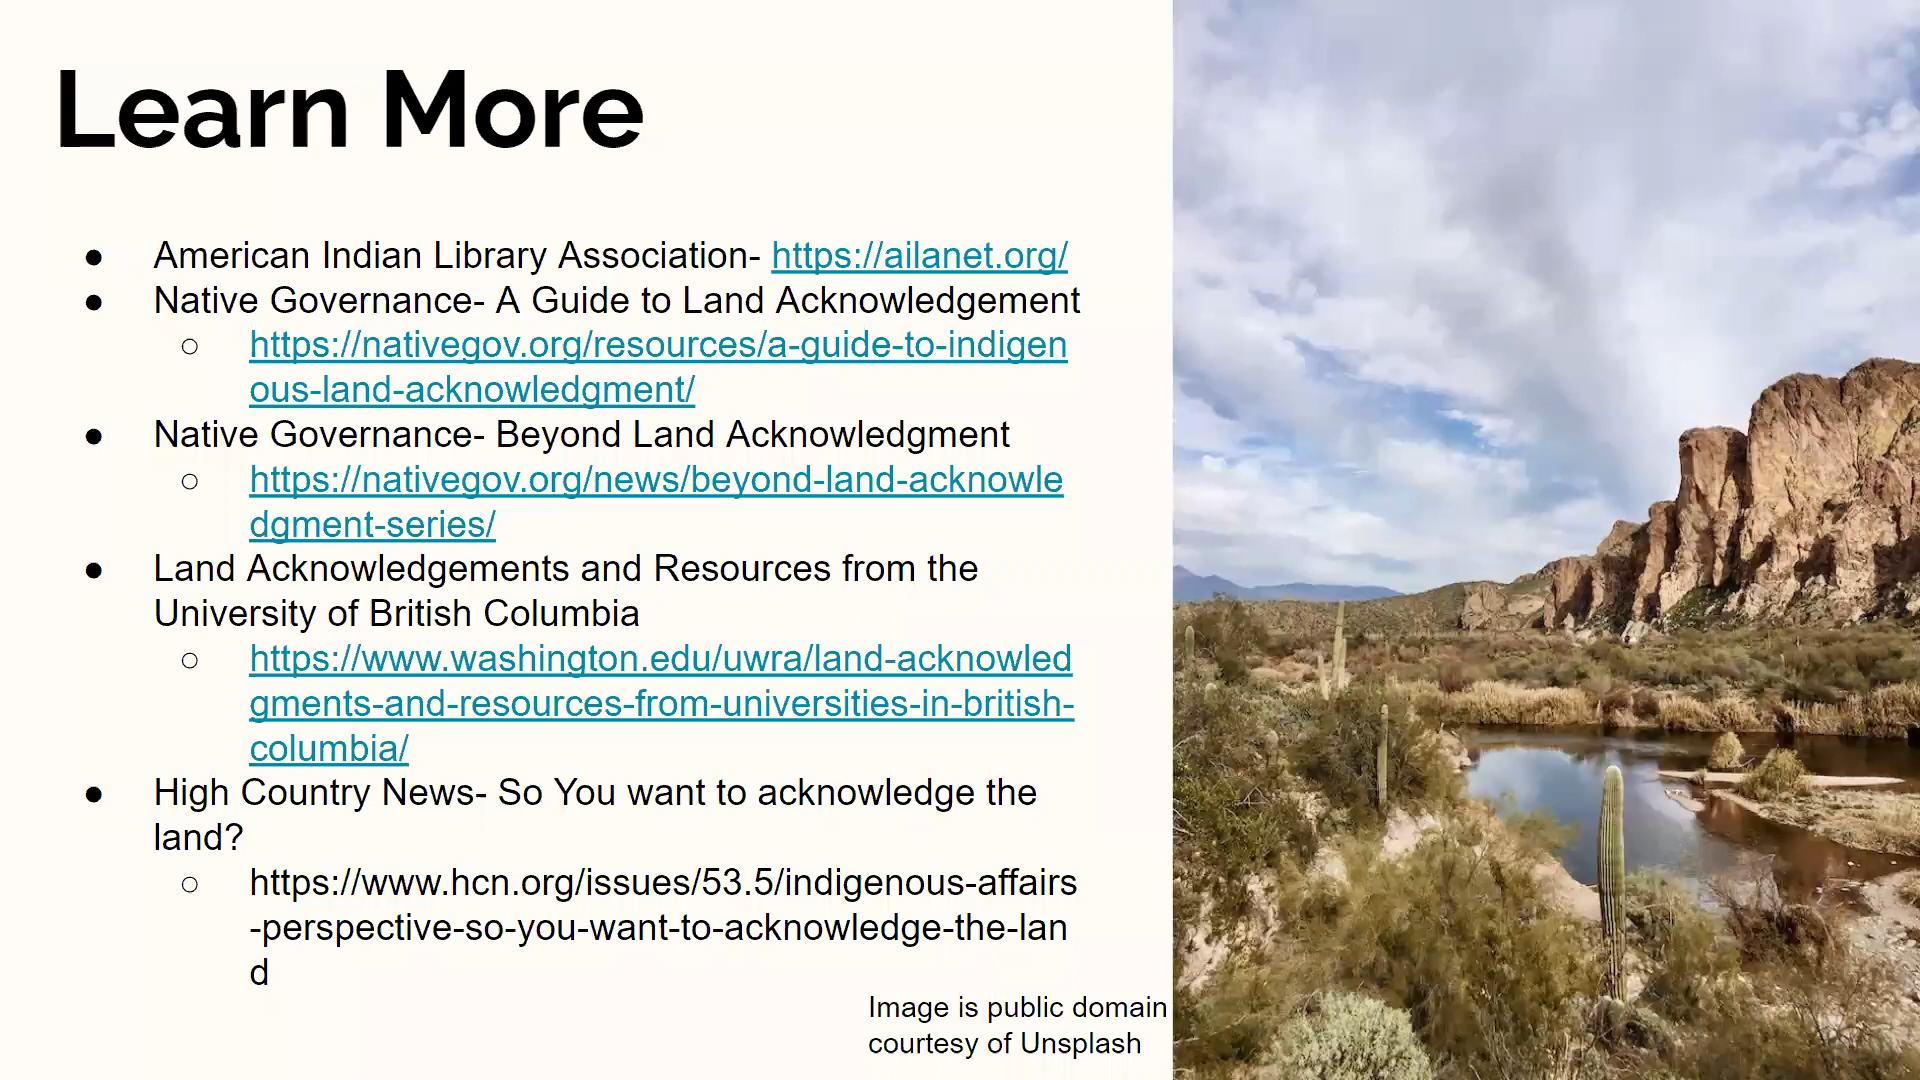 Learn More
● American Indian Library Association- https://ailanet.org/
● Native Governance- A Guide to Land Acknowledgement
○ https://nativegov.org/resources/a-guide-to-indigen
ous-land-acknowledgment/
● Native Governance- Beyond Land Acknowledgment
○ https://nativegov.org/news/beyond-land-acknowle
dgment-series/
● Land Acknowledgements and Resources from the
University of British Columbia
○ https://www.washington.edu/uwra/land-acknowled
gments-and-resources-from-universities-in-british-
columbia/
● High Country News- So You want to acknowledge the
land?
○ https://www.hcn.org/issues/53.5/indigenous-affairs
-perspective-so-you-want-to-acknowledge-the-lan
d
Image is public domain
courtesy of Unsplash